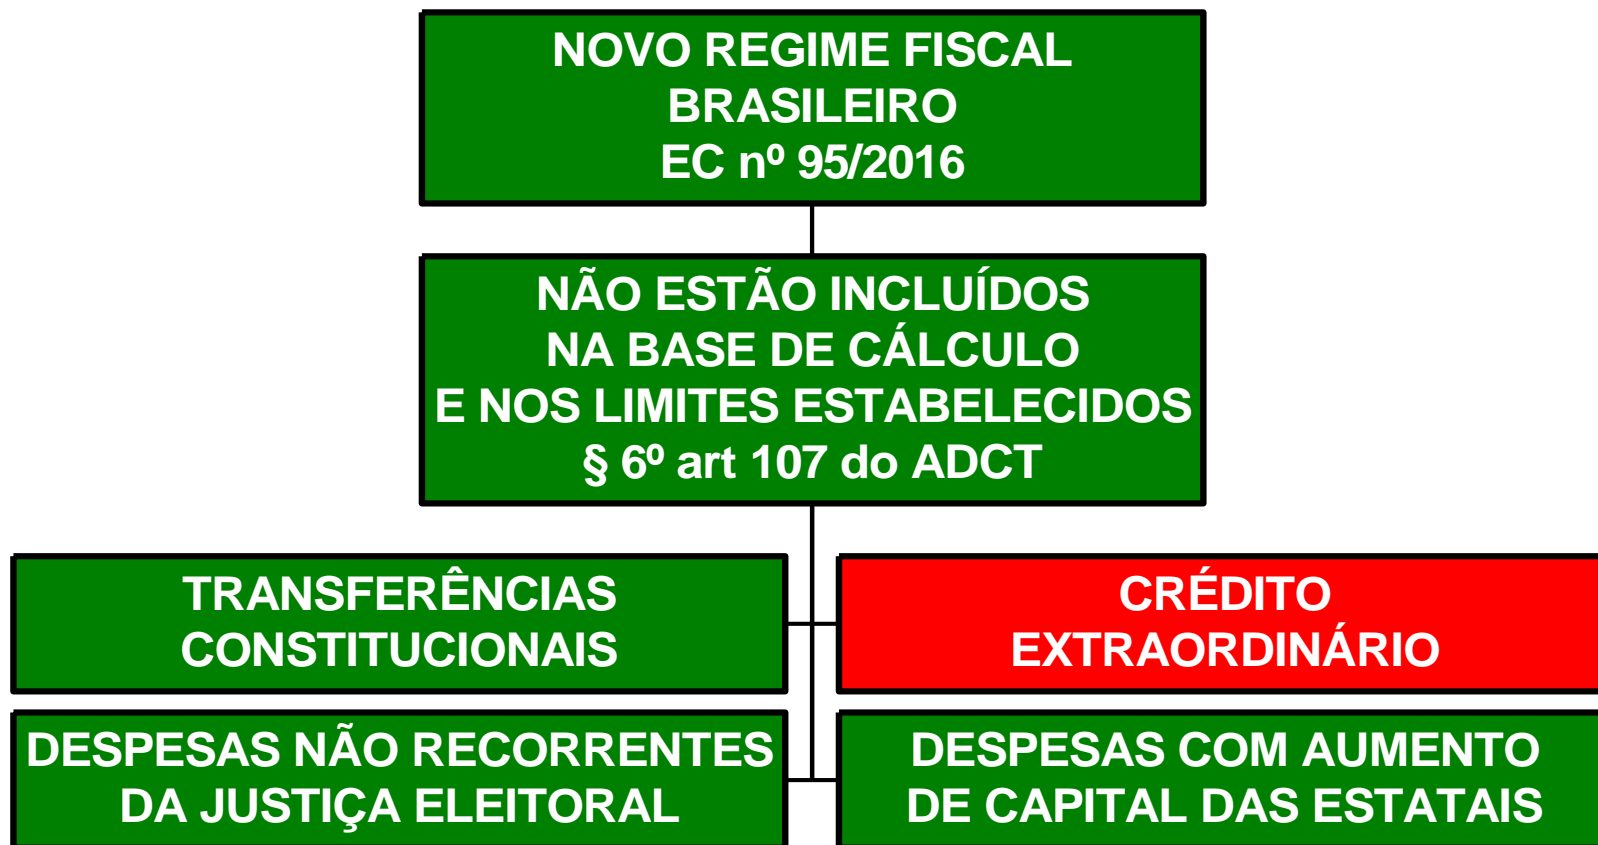 NOVO REGIME FISCAL
BRASILEIRO
EC nº 95/2016
NÃO ESTÃO INCLUÍDOS
NA BASE DE CÁLCULO
E NOS LIMITES ESTABELECIDOS
§ 6º art 107 do ADCT
TRANSFERÊNCIAS
CONSTITUCIONAIS
CRÉDITO
EXTRAORDINÁRIO
DESPESAS NÃO RECORRENTES
DA JUSTIÇA ELEITORAL
DESPESAS COM AUMENTO
DE CAPITAL DAS ESTATAIS